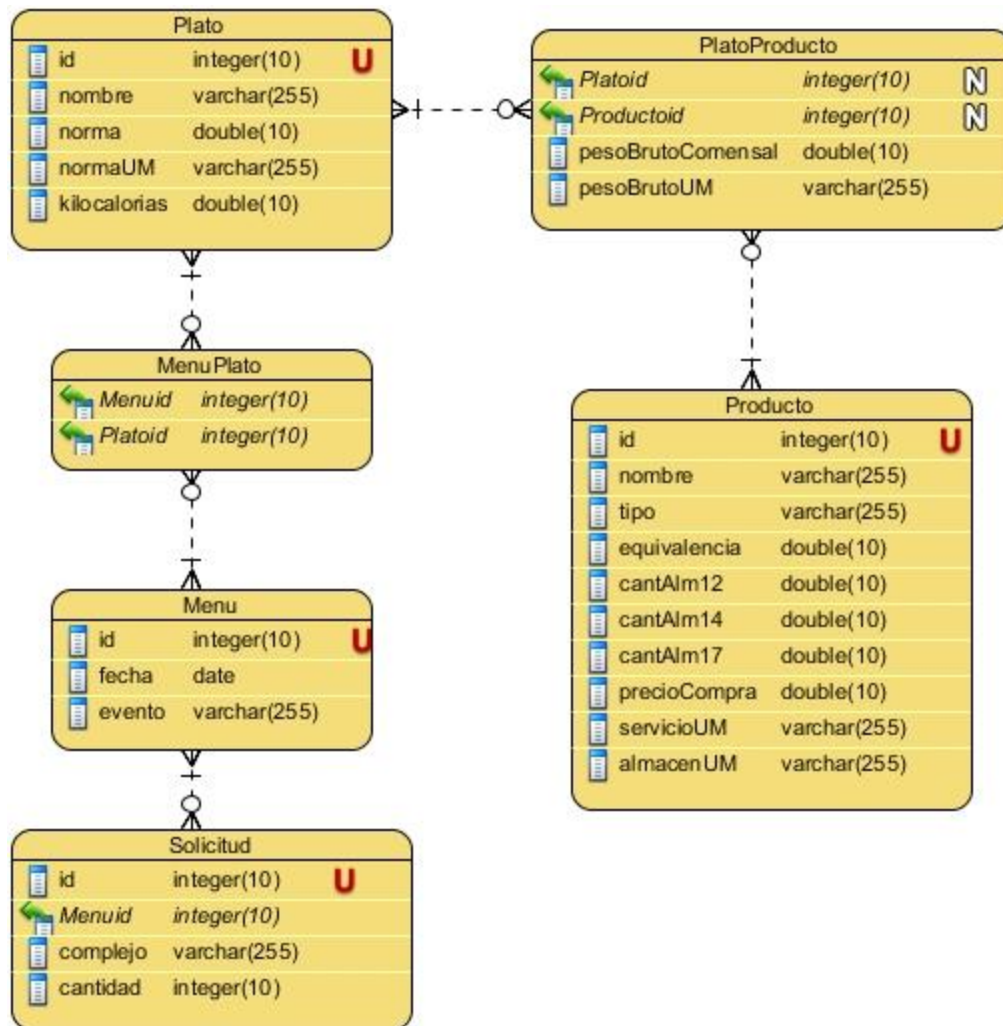 Plato
id integer(10) U
nombre varchar(255)
norma double(10)
normaUM varchar(255)
kilocalorias double(10)
PlatoProducto
Platoid integer(10) N
Productoid integer(10) N
pesoBrutoComensal double(10)
pesoBrutoUM varchar(255)
MenuPlato
Menuid integer(10)
Platoid integer(10)
Producto
id integer(10) U
nombre varchar(255)
tipo varchar(255)
equivalencia double(10)
cantAlm12 double(10)
cantAlm14 double(10)
cantAlm17 double(10)
precioCompra double(10)
servicioUM varchar(255)
almacenUM varchar(255)
Menu
id integer(10) U
fecha date
evento varchar(255)
Solicitud
id integer(10) U
Menuid integer(10)
complejo varchar(255)
cantidad integer(10)